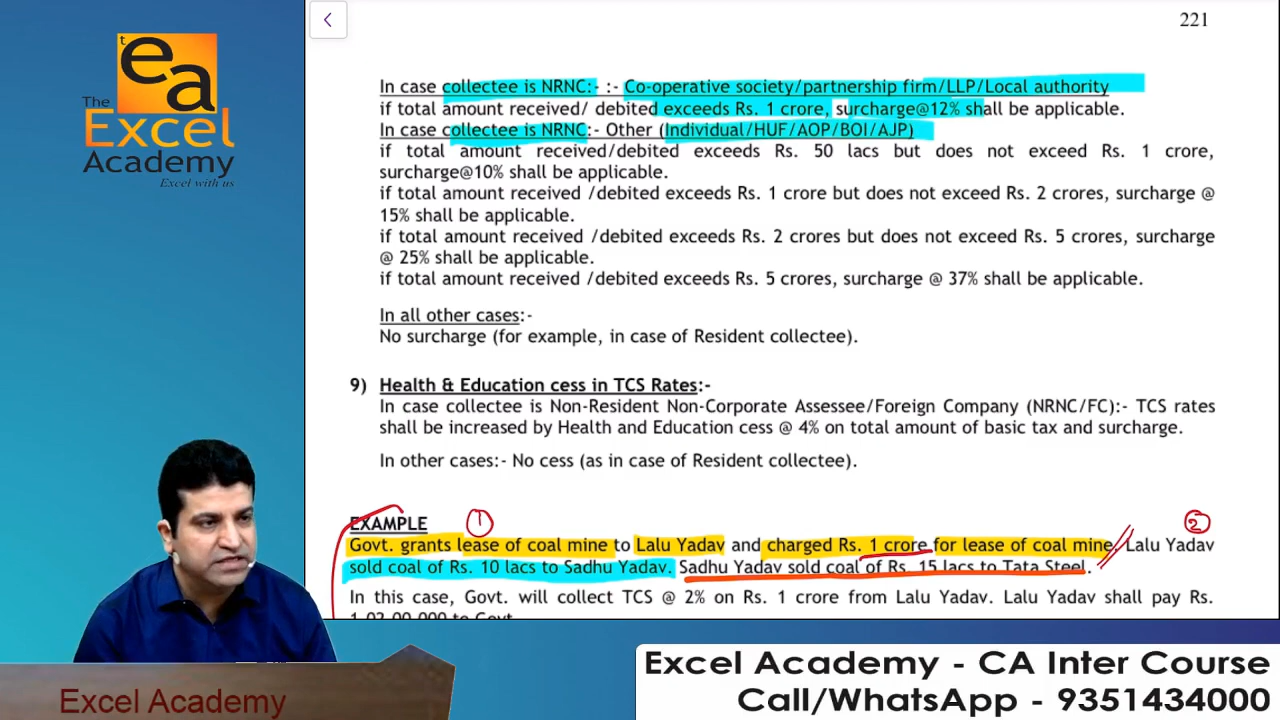 t
ea
The
Excel
Academy
Excel with us
221
In case collectee is NRNC:- :- Co-operative society/partnership firm/LLP/Local authority
if total amount received/ debited exceeds Rs. 1 crore, surcharge@12% shall be applicable.
In case collectee is NRNC:- Other (Individual/HUF/AOP/BOI/AJP)
if total amount received/debited exceeds Rs. 50 lacs but does not exceed Rs. 1 crore,
surcharge@10% shall be applicable.
if total amount received /debited exceeds Rs. 1 crore but does not exceed Rs. 2 crores, surcharge @
15% shall be applicable.
if total amount received /debited exceeds Rs. 2 crores but does not exceed Rs. 5 crores, surcharge
@ 25% shall be applicable.
if total amount received /debited exceeds Rs. 5 crores, surcharge @ 37% shall be applicable.
In all other cases:-
No surcharge (for example, in case of Resident collectee).
9) Health & Education cess in TCS Rates:-
In case collectee is Non-Resident Non-Corporate Assessee/Foreign Company (NRNC/FC):- TCS rates
shall be increased by Health and Education cess @ 4% on total amount of basic tax and surcharge.
In other cases:- No cess (as in case of Resident collectee).
EXAMPLE 1 2
Govt. grants lease of coal mine to Lalu Yadav and charged Rs. 1 crore for lease of coal mine. Lalu Yadav
sold coal of Rs. 10 lacs to Sadhu Yadav. Sadhu Yadav sold coal of Rs. 15 lacs to Tata Steel.
In this case, Govt. will collect TCS @ 2% on Rs. 1 crore from Lalu Yadav. Lalu Yadav shall pay Rs.
1,02,00,000 to Govt.
Excel Academy
Excel Academy - CA Inter Course
Call/WhatsApp - 9351434000